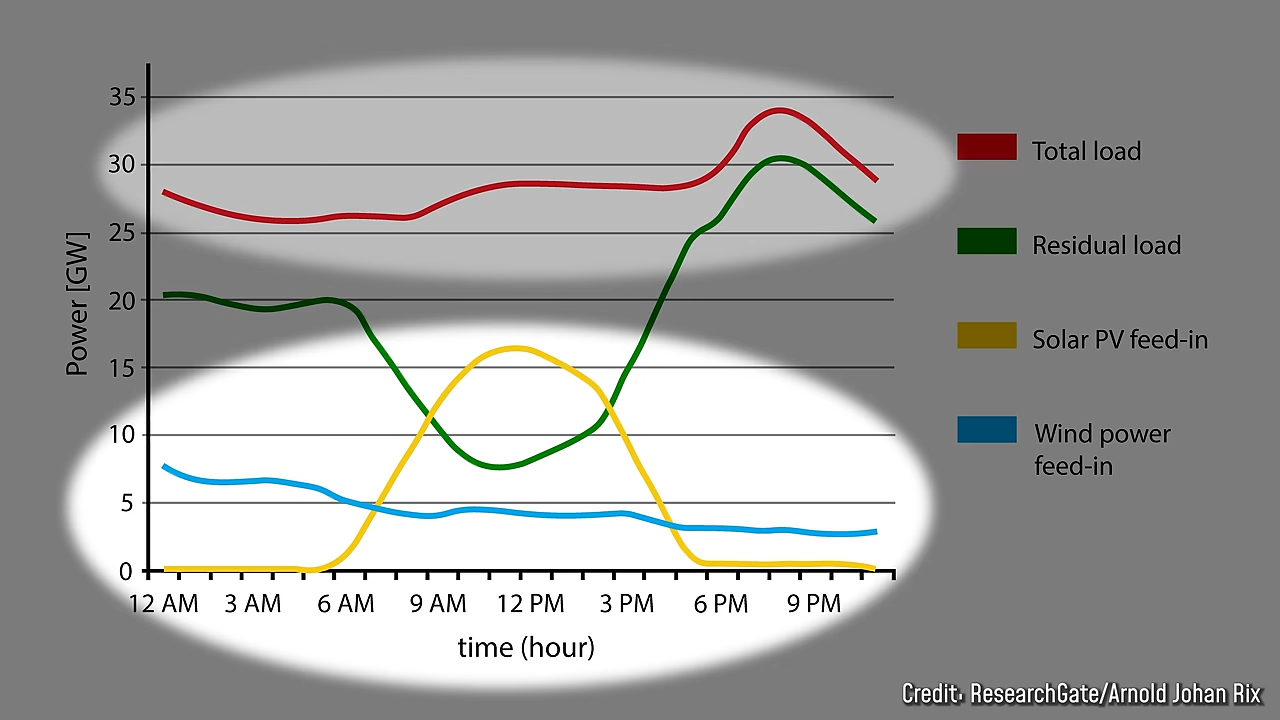 35
30
25
20
15
10
5
0
Power [GW]
12 AM 3 AM 6 AM 9 AM 12 PM 3 PM 6 PM 9 PM
time (hour)
Total load
Residual load
Solar PV feed-in
Wind power
feed-in
Credit: ResearchGate/Arnold Johan Rix